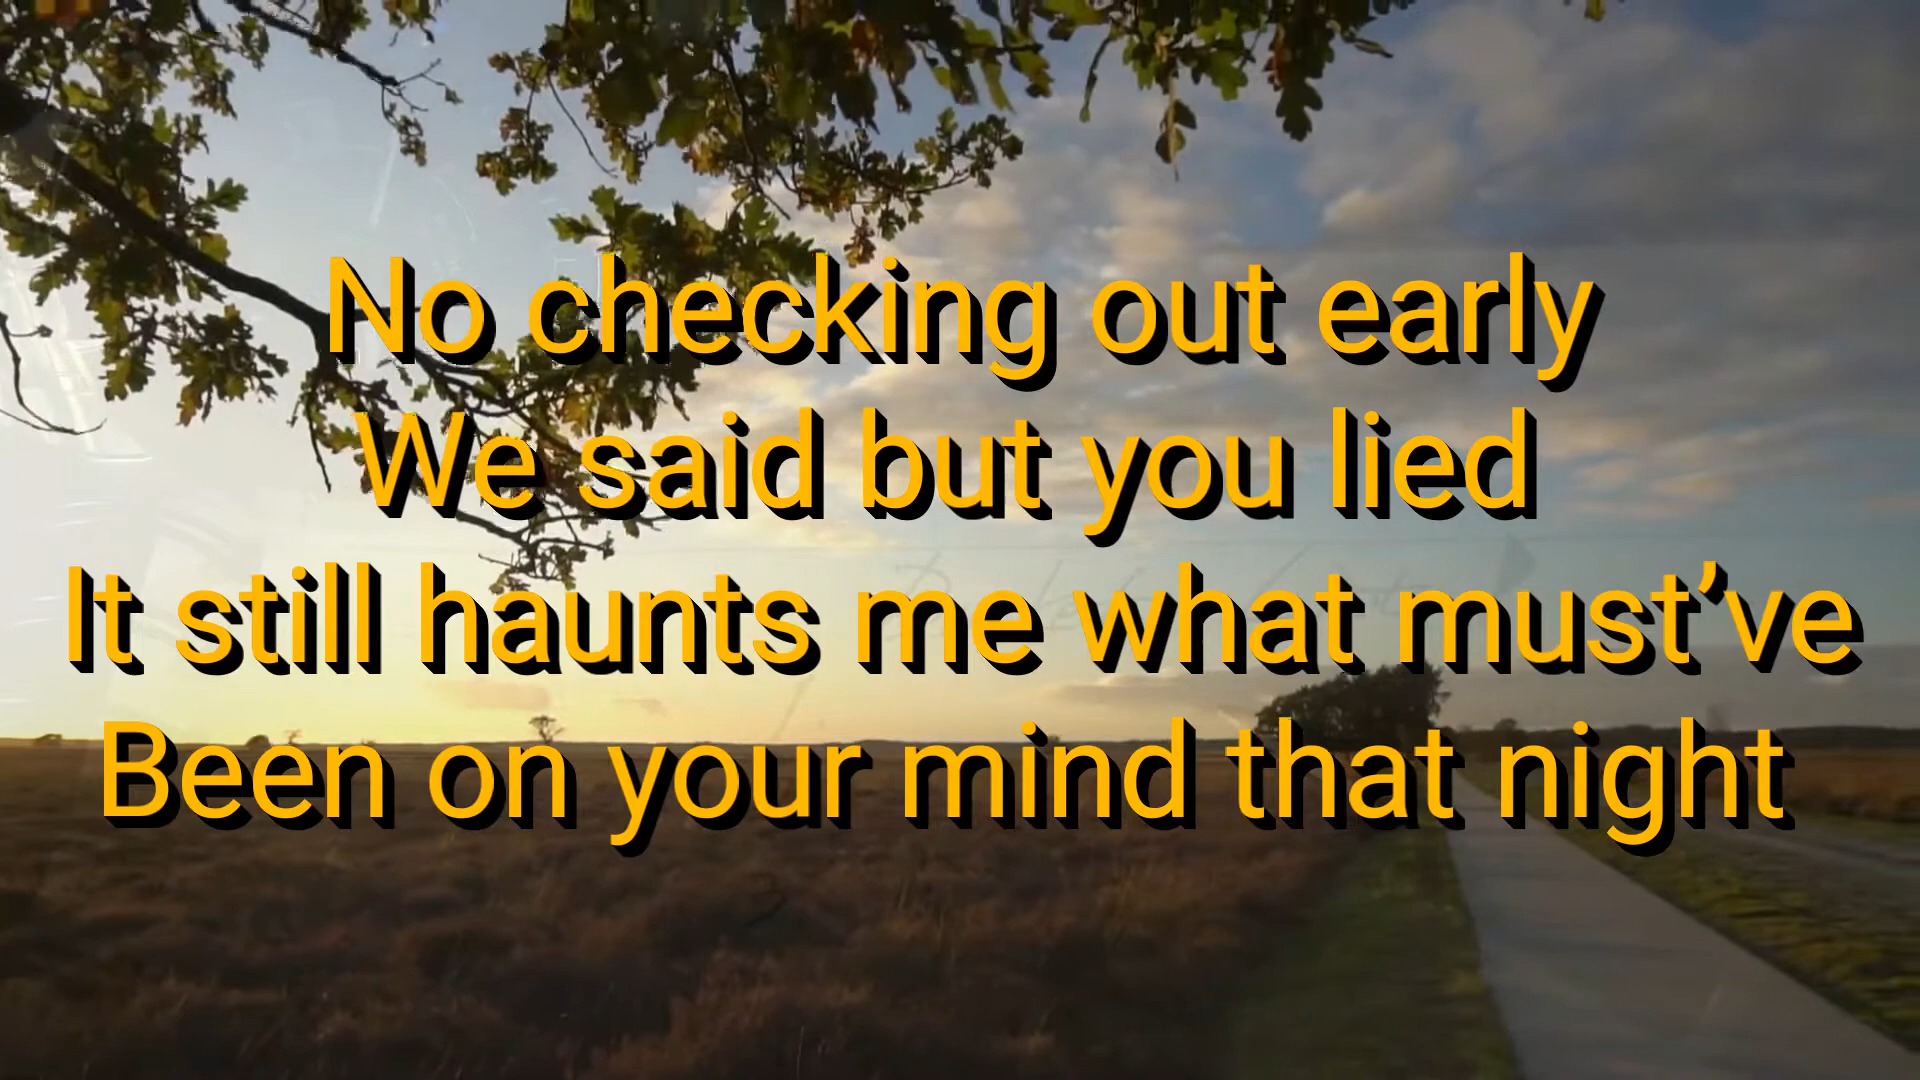 No checking out early
We said but you lied
It still haunts me what must’ve
Been on your mind that night